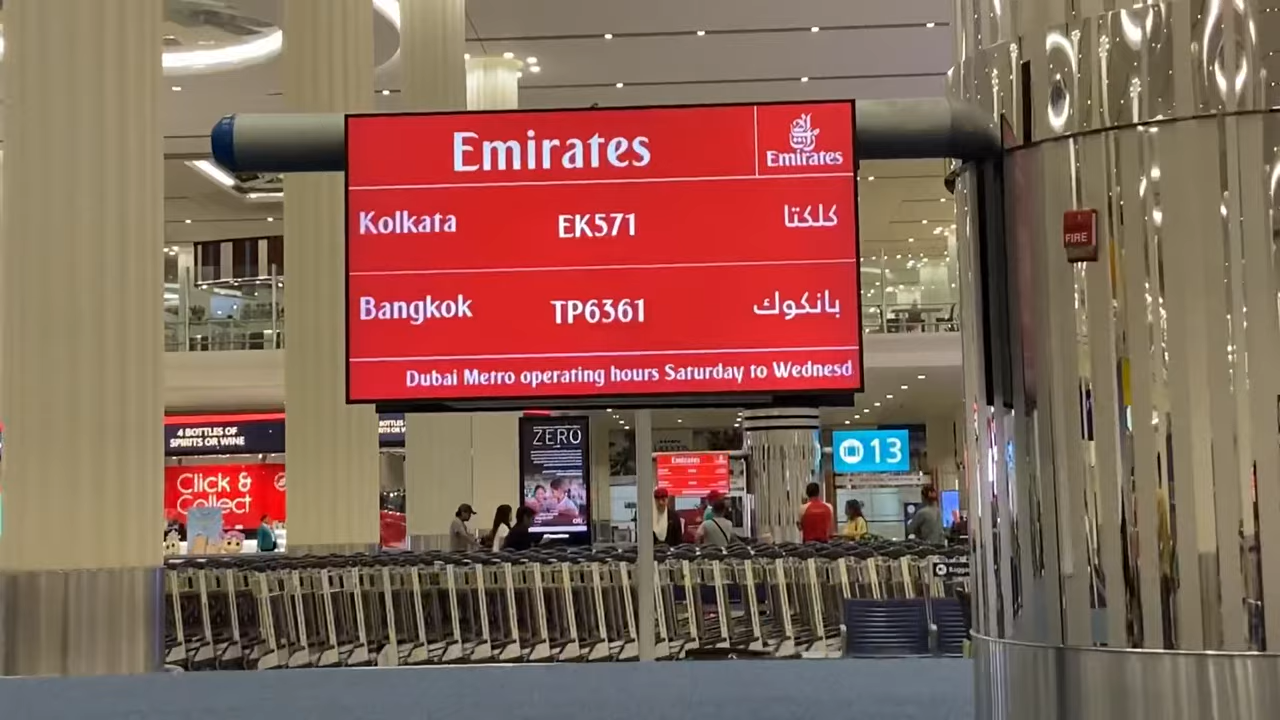 Emirates
Emirates
Kolkata EK571 كلكتا
Bangkok TP6361 بانكوك
Dubai Metro operating hours Saturday to Wednesd
FIRE
4 BOTTLES OF
SPIRITS OR WINE
Click &
Collect
ZERO
Emirates
13